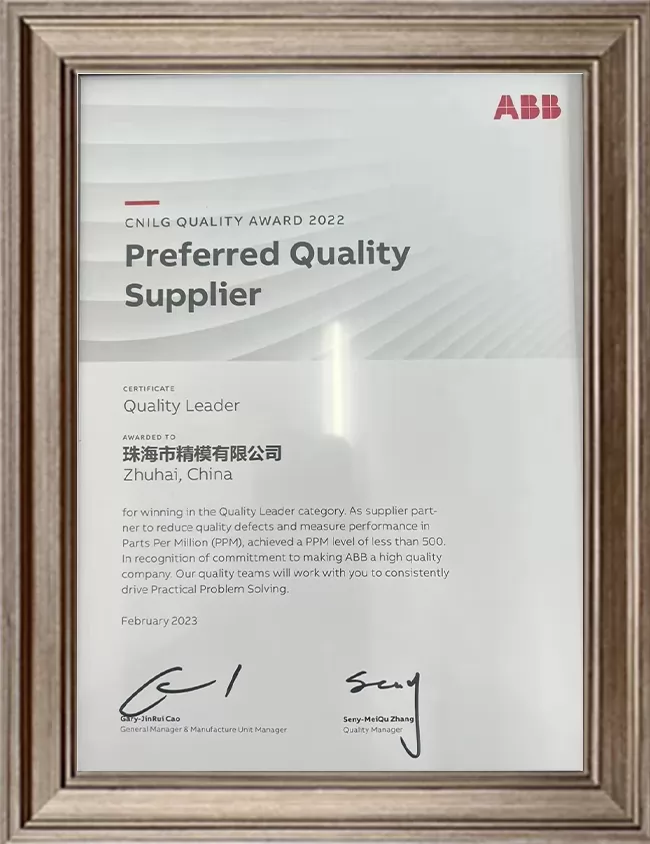 ABB
CNILG QUALITY AWARD 2022
Preferred Quality
Supplier
CERTIFICATE
Quality Leader
AWARDED TO
珠海市精模有限公司
Zhuhai, China
for winning in the Quality Leader category. As supplier part-
ner to reduce quality defects and measure performance in
Parts Per Million (PPM), achieved a PPM level of less than 500.
In recognition of commitment to making ABB a high quality
company. Our quality teams will work with you to consistently
drive Practical Problem Solving.
February 2023
Seny
Gary-JinRui Cao
General Manager & Manufacture Unit Manager
Seny-MeiQu Zhang
Quality Manager